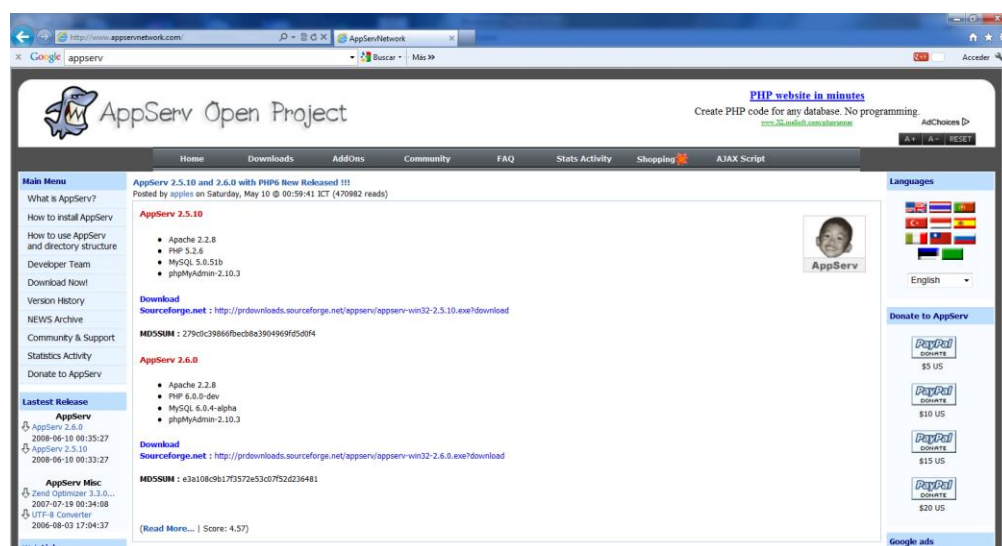 http://www.appservnetwork.com/
AppServNetwork
Google appserv
Buscar
Más »
Acceder
AppServ Open Project
PHP website in minutes
Create PHP code for any database. No programming.
AdChoices
A+ A- RESET
Home Downloads AddOns Community FAQ Stats Activity Shopping AJAX Script
Main Menu
What is AppServ?
How to install AppServ
How to use AppServ
and directory structure
Developer Team
Download Now!
Version History
NEWS Archive
Community & Support
Statistics Activity
Donate to AppServ
Lastest Release
AppServ
AppServ 2.6.0
2008-06-10 00:35:27
AppServ 2.5.10
2008-06-10 00:33:27
AppServ Misc
Zend Optimizer 3.3.0...
2007-07-19 00:34:08
UTF-8 Converter
2006-08-03 17:04:37
AppServ 2.5.10 and 2.6.0 with PHP6 New Released !!!
Posted by apples on Saturday, May 10 @ 00:59:41 ICT (470982 reads)
AppServ 2.5.10
Apache 2.2.8
PHP 5.2.6
MySQL 5.0.51b
phpMyAdmin-2.10.3
AppServ
Download
Sourceforge.net : http://prdownloads.sourceforge.net/appserv/appserv-win32-2.5.10.exe?download
MD5SUM : 279c0c39866fbecb8a3904969fd5d0f4
AppServ 2.6.0
Apache 2.2.8
PHP 6.0.0-dev
MySQL 6.0.4-alpha
phpMyAdmin-2.10.3
Download
Sourceforge.net : http://prdownloads.sourceforge.net/appserv/appserv-win32-2.6.0.exe?download
MD5SUM : e3a108c9b17f3572e53c07f52d236481
(Read More... | Score: 4.57)
Languages
English
Donate to AppServ
PayPal
DONATE
$5 US
PayPal
DONATE
$10 US
PayPal
DONATE
$15 US
PayPal
DONATE
$20 US
Google ads